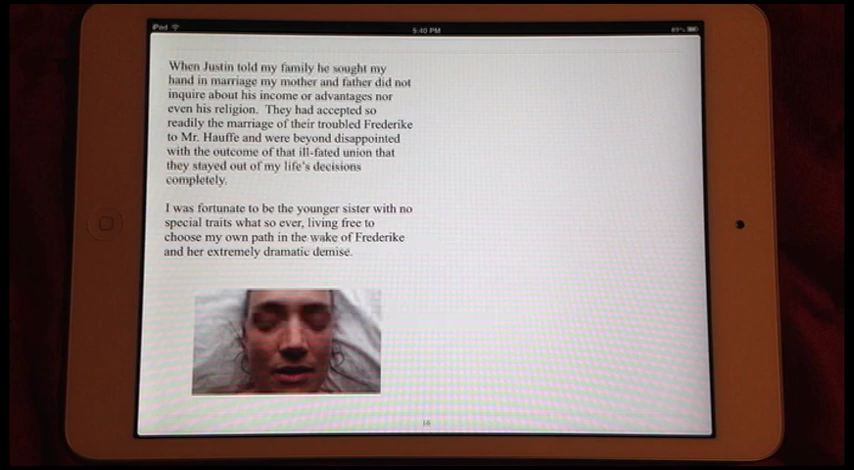 iPod
5:40 PM
89%
When Justin told my family he sought my
hand in marriage my mother and father did not
inquire about his income or advantages nor
even his religion. They had accepted so
readily the marriage of their troubled Frederike
to Mr. Hauffe and were beyond disappointed
with the outcome of that ill-fated union that
they stayed out of my life's decisions
completely.
I was fortunate to be the younger sister with no
special traits what so ever, living free to
choose my own path in the wake of Frederike
and her extremely dramatic demise.
16